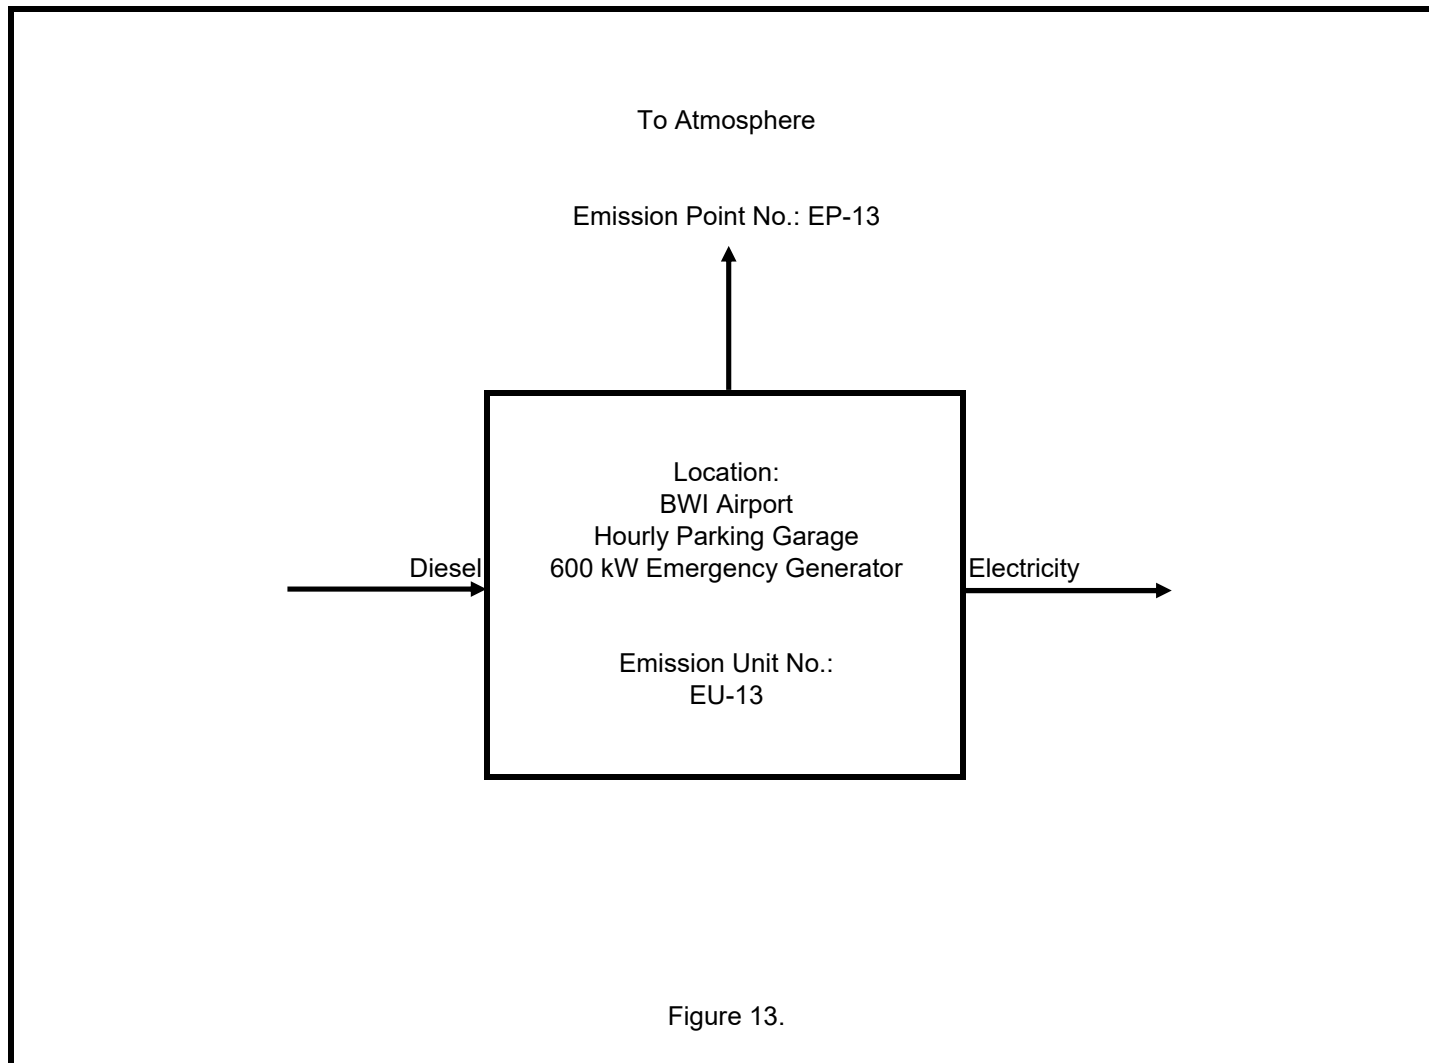 To Atmosphere
Emission Point No.: EP-13
Location:
BWI Airport
Hourly Parking Garage
Diesel
600 kW Emergency Generator
Electricity
Emission Unit No.:
EU-13
Figure 13.